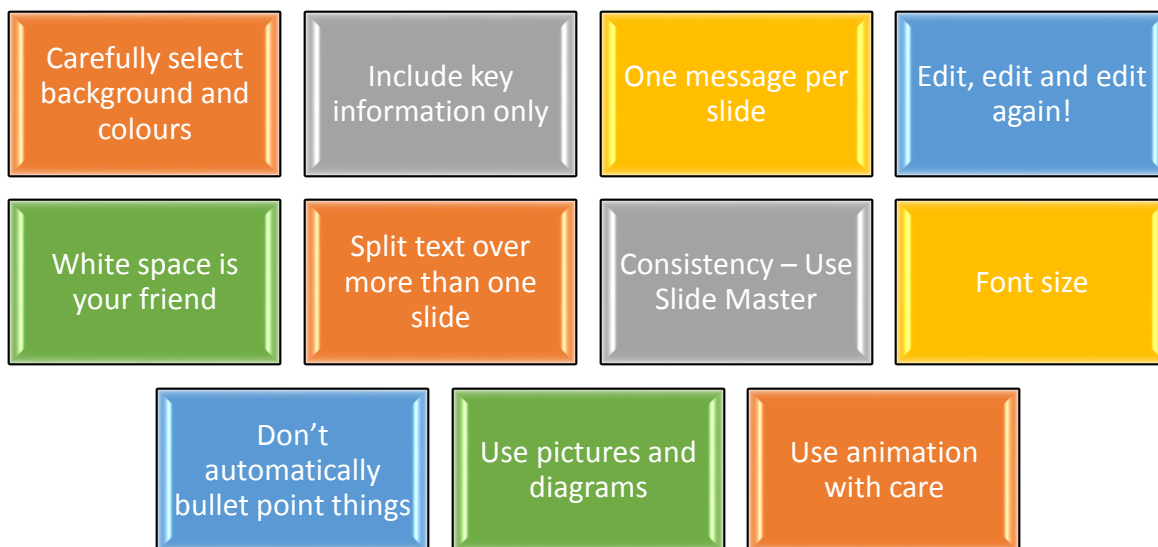 Carefully select
background and
colours
Include key
information only
One message per
slide
Edit, edit and edit
again!
White space is
your friend
Split text over
more than one
slide
Consistency – Use
Slide Master
Font size
Don’t
automatically
bullet point things
Use pictures and
diagrams
Use animation
with care